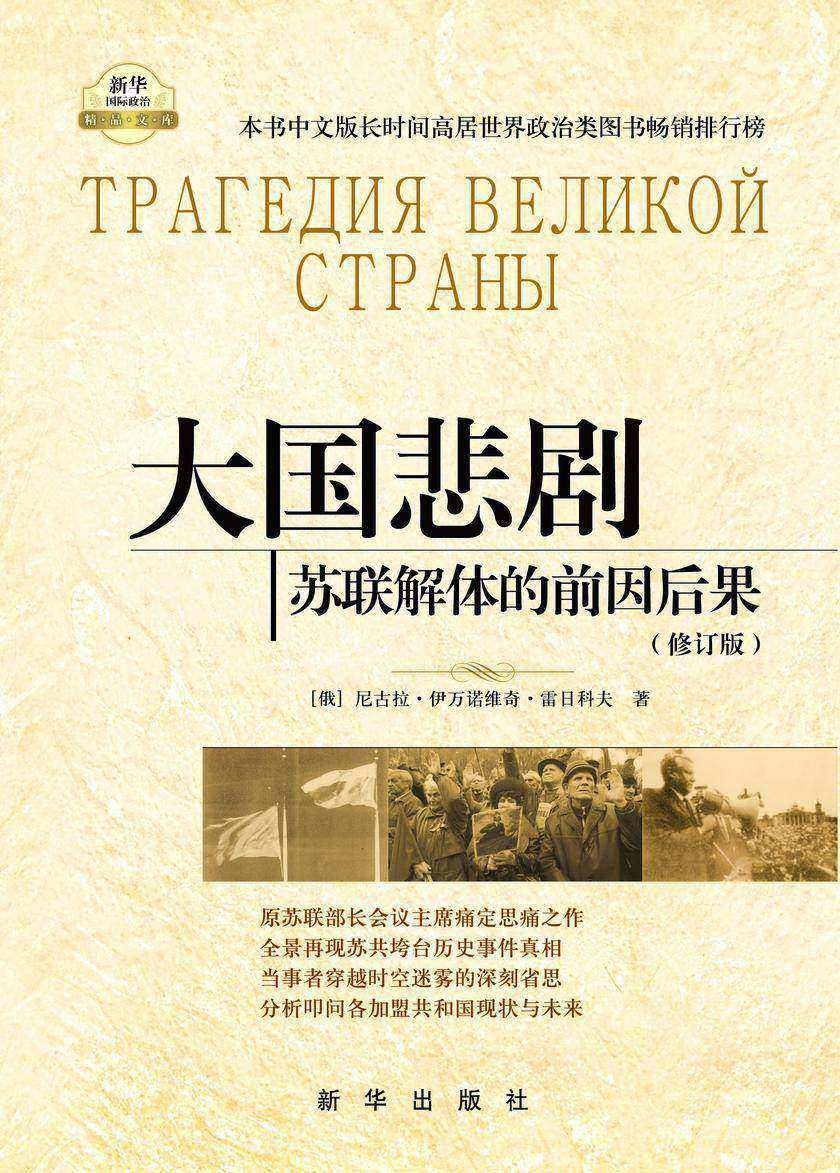 新华
国际政治
精·品·文·库
本书中文版长时间高居世界政治类图书畅销排行榜
ТРАГЕДИЯ ВЕЛИКОЙ
СТРАНЫ
大国悲剧
苏联解体的前因后果
（修订版）
［俄］尼古拉·伊万诺维奇·雷日科夫 著
原苏联部长会议主席痛定思痛之作
全景再现苏共垮台历史事件真相
当事者穿越时空迷雾的深刻省思
分析叩问各加盟共和国现状与未来
新华出版社